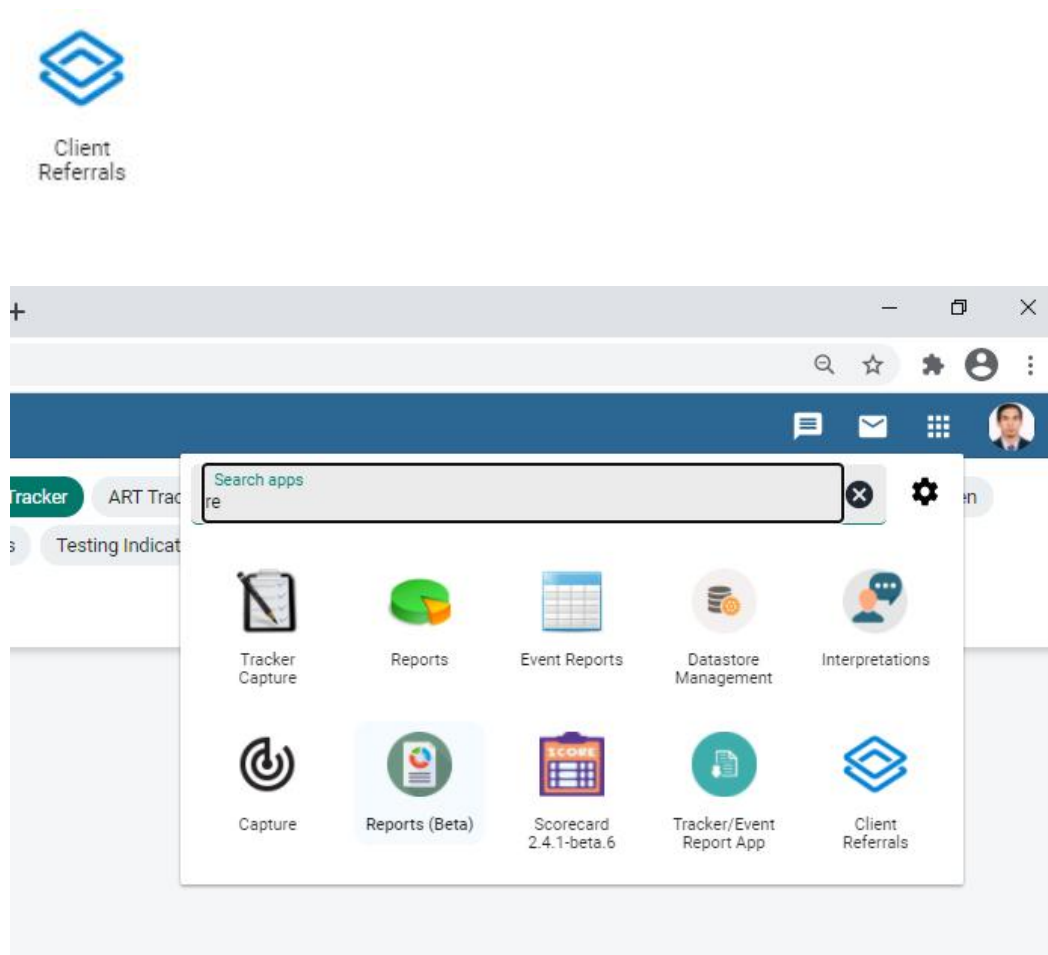 Client
Referrals
Tracker
ART Trac
en
s
Testing Indicat
Search apps
re
Tracker
Capture
Reports
Event Reports
Datastore
Management
Interpretations
SCORE
Capture
Reports (Beta)
Scorecard
2.4.1-beta.6
Tracker/Event
Report App
Client
Referrals